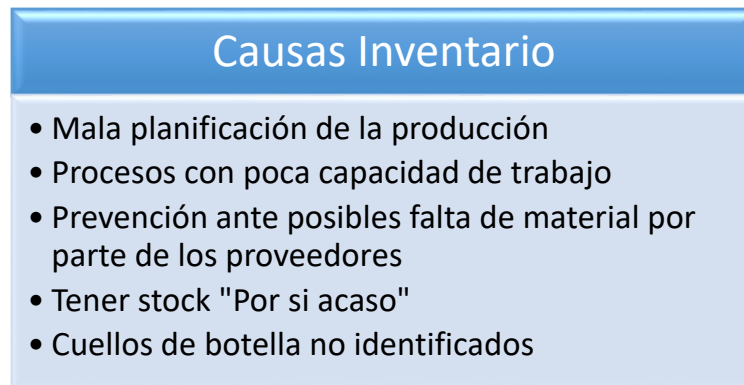 Causas Inventario
• Mala planificación de la producción
• Procesos con poca capacidad de trabajo
• Prevención ante posibles falta de material por
parte de los proveedores
• Tener stock "Por si acaso"
• Cuellos de botella no identificados